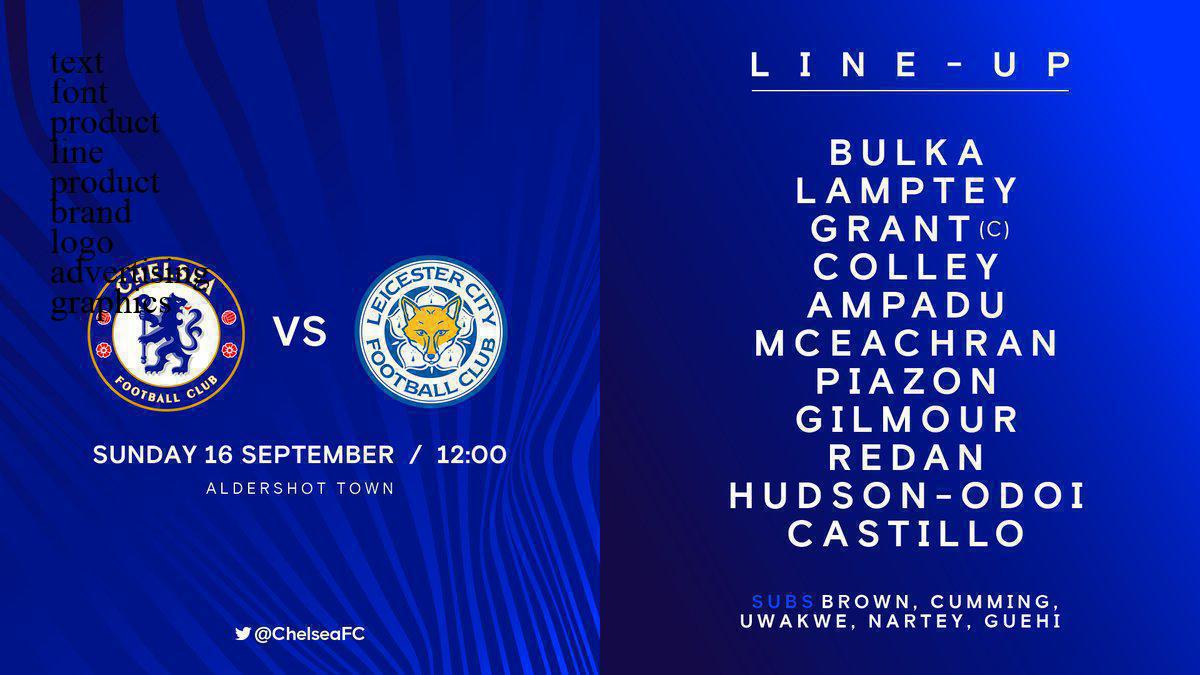 text
font
product
line
product
brand
logo
advertising
graphics
CHELSEA
FOOTBALL CLUB
VS
LEICESTER CITY
FOOTBALL CLUB
SUNDAY 16 SEPTEMBER / 12:00
ALDERSHOT TOWN
@ChelseaFC
LINE-UP
BULKA
LAMPTEY
GRANT (C)
COLLEY
AMPADU
MCEACHRAN
PIAZON
GILMOUR
REDAN
HUDSON-ODOI
CASTILLO
SUBS BROWN, CUMMING,
UWAKWE, NARTEY, GUEHI